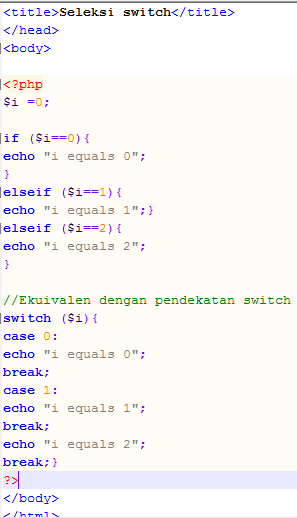 <title>Seleksi switch</title>
</head>
<body>
<?php
$i =0;
if ($i==0){
echo "i equals 0";
}
elseif ($i==1){
echo "i equals 1";}
elseif ($i==2){
echo "i equals 2";
}
//Ekuivalen dengan pendekatan switch
switch ($i){
case 0:
echo "i equals 0";
break;
case 1:
echo "i equals 1";
break;
echo "i equals 2";
break;}
?>
</body>
</html>